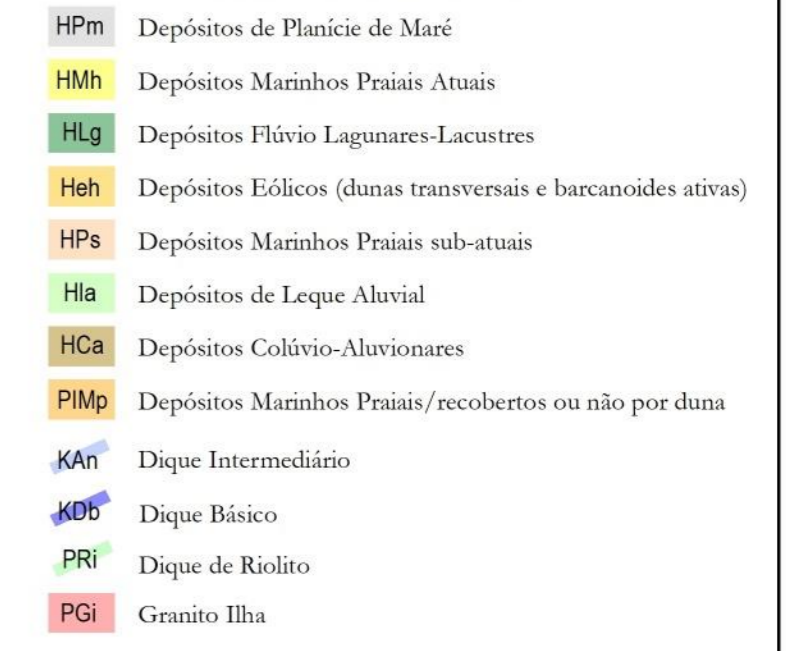 HPm Depósitos de Planície de Maré
HMh Depósitos Marinhos Praiais Atuais
HLg Depósitos Flúvio Lagunares-Lacustres
Heh Depósitos Eólicos (dunas transversais e barcanoides ativas)
HPs Depósitos Marinhos Praiais sub-atuais
Hla Depósitos de Leque Aluvial
HCa Depósitos Colúvio-Aluvionares
PlMp Depósitos Marinhos Praiais/recobertos ou não por duna
KAn Dique Intermediário
KDb Dique Básico
PRi Dique de Riolito
PGi Granito Ilha